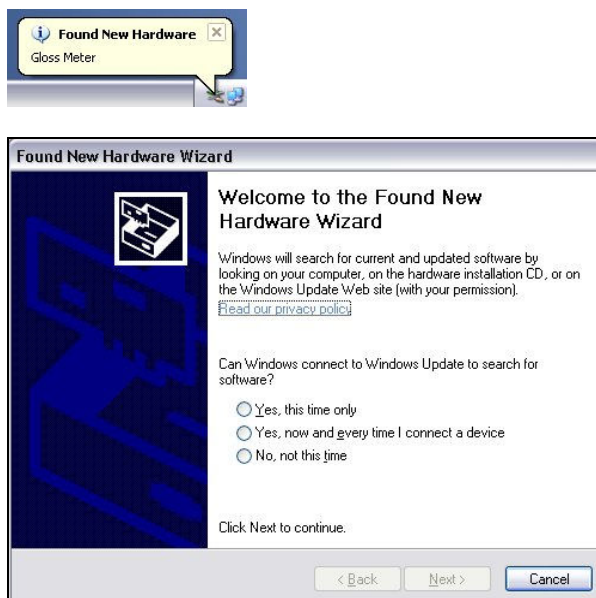 Found New Hardware
Gloss Meter
Found New Hardware Wizard
Welcome to the Found New
Hardware Wizard
Windows will search for current and updated software by
looking on your computer, on the hardware installation CD, or on
the Windows Update Web site (with your permission).
Read our privacy policy
Can Windows connect to Windows Update to search for
software?
Yes, this time only
Yes, now and every time I connect a device
No, not this time
Click Next to continue.
< Back Next > Cancel